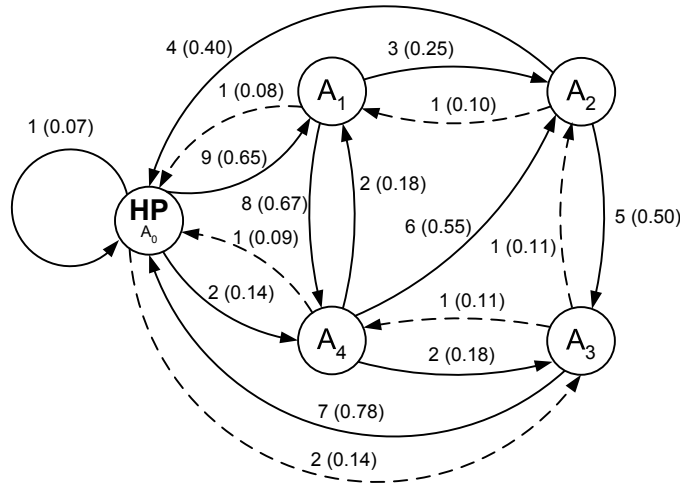 4 (0.40)
3 (0.25)
1 (0.08)
A1
A2
1 (0.10)
1 (0.07)
9 (0.65)
2 (0.18)
HP
A0
8 (0.67)
6 (0.55)
5 (0.50)
1 (0.09)
1 (0.11)
2 (0.14)
1 (0.11)
A4
A3
2 (0.18)
7 (0.78)
2 (0.14)